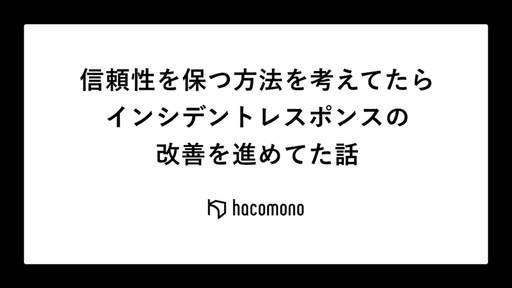 信頼性を保つ方法を考えてたら
インシデントレスポンスの
改善を進めてた話
hacomono